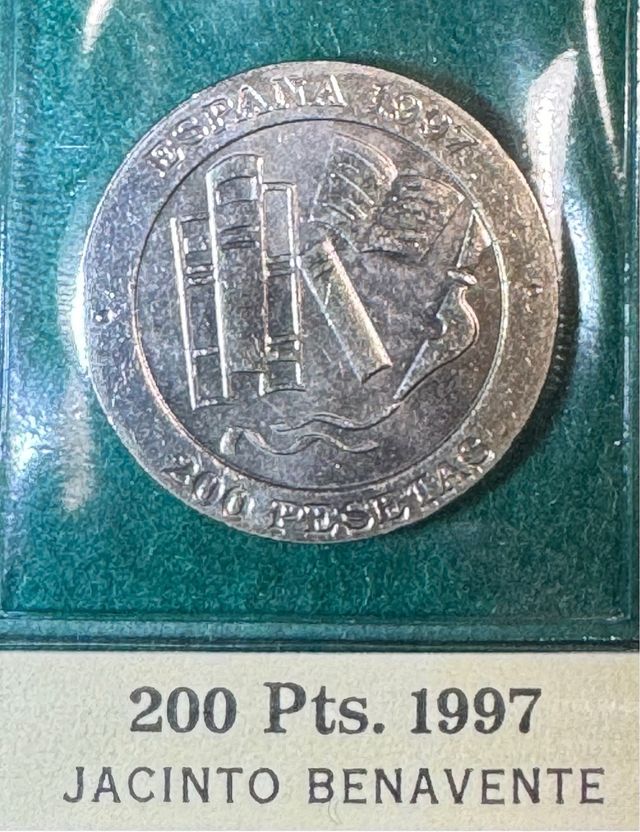 ESPAÑA 1997
200 PESETAS
200 Pts. 1997
JACINTO BENAVENTE